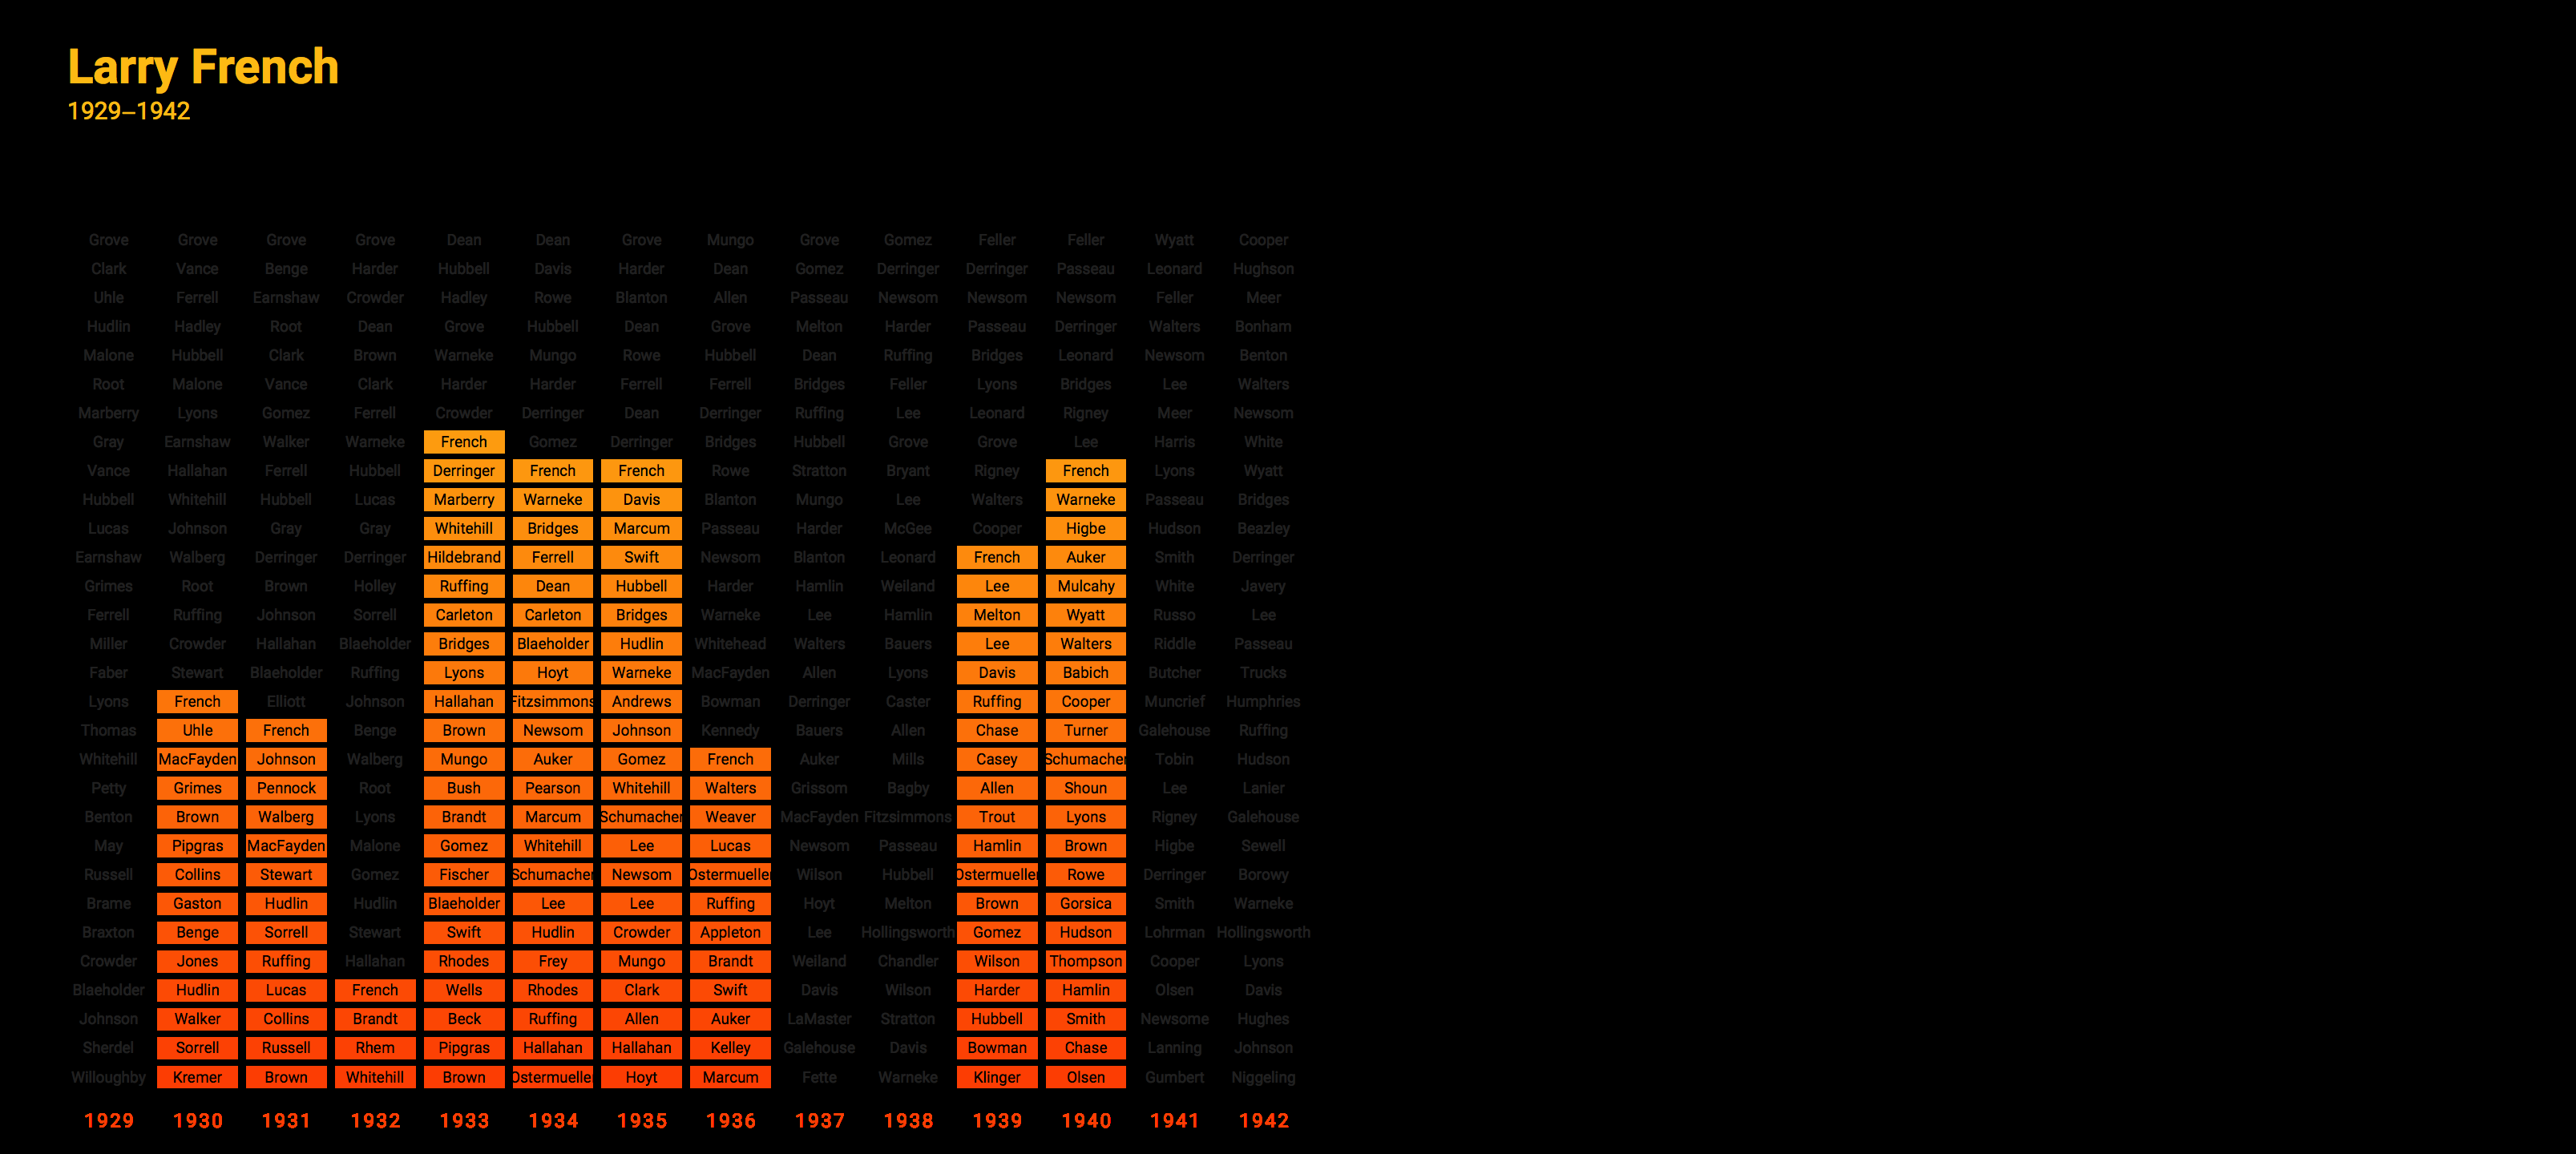 Larry French
1929–1942
Grove Grove Grove Grove Dean Dean Grove Mungo Grove Gomez Feller Feller Wyatt Cooper
Clark Vance Benge Harder Hubbell Davis Harder Dean Gomez Derringer Derringer Passeau Leonard Hughson
Uhle Ferrell Earnshaw Crowder Hadley Rowe Blanton Allen Passeau Newsom Newsom Newsom Feller Meer
Hudlin Hadley Root Dean Grove Hubbell Dean Grove Melton Harder Passeau Derringer Walters Bonham
Malone Hubbell Clark Brown Warneke Mungo Rowe Hubbell Dean Ruffing Bridges Leonard Newsom Benton
Root Malone Vance Clark Harder Harder Ferrell Ferrell Bridges Feller Lyons Bridges Lee Walters
Marberry Lyons Gomez Ferrell Crowder Derringer Dean Derringer Ruffing Lee Leonard Rigney Meer Newsom
Gray Earnshaw Walker Warneke French Gomez Derringer Bridges Hubbell Grove Grove Lee Harris White
Vance Hallahan Ferrell Hubbell Derringer French French Rowe Stratton Bryant Rigney French Lyons Wyatt
Hubbell Whitehill Hubbell Lucas Marberry Warneke Davis Blanton Mungo Lee Walters Warneke Passeau Bridges
Lucas Johnson Gray Gray Whitehill Bridges Marcum Passeau Harder McGee Cooper Higbe Hudson Beazley
Earnshaw Walberg Derringer Derringer Hildebrand Ferrell Swift Newsom Blanton Leonard French Auker Smith Derringer
Grimes Root Brown Holley Ruffing Dean Hubbell Harder Hamlin Weiland Lee Mulcahy White Javery
Ferrell Ruffing Johnson Sorrell Carleton Carleton Bridges Warneke Lee Hamlin Melton Wyatt Russo Lee
Miller Crowder Hallahan Blaeholder Bridges Blaeholder Hudlin Whitehead Walters Bauers Lee Walters Riddle Passeau
Faber Stewart Blaeholder Ruffing Lyons Hoyt Warneke MacFayden Allen Lyons Davis Babich Butcher Trucks
Lyons French Elliott Johnson Hallahan Fitzsimmons Andrews Bowman Derringer Caster Ruffing Cooper Muncrief Humphries
Thomas Uhle French Benge Brown Newsom Johnson Kennedy Bauers Allen Chase Turner Galehouse Ruffing
Whitehill MacFayden Johnson Walberg Mungo Auker Gomez French Auker Mills Casey Schumacher Tobin Hudson
Petty Grimes Pennock Root Bush Pearson Whitehill Walters Grissom Bagby Allen Shoun Lee Lanier
Benton Brown Walberg Lyons Brandt Marcum Schumacher Weaver MacFayden Fitzsimmons Trout Lyons Rigney Galehouse
May Pipgras MacFayden Malone Gomez Whitehill Lee Lucas Newsom Passeau Hamlin Brown Higbe Sewell
Russell Collins Stewart Gomez Fischer Schumacher Newsom Ostermueller Wilson Hubbell Ostermueller Rowe Derringer Borowy
Brame Gaston Hudlin Hudlin Blaeholder Lee Lee Ruffing Hoyt Melton Brown Gorsica Smith Warneke
Braxton Benge Sorrell Stewart Swift Hudlin Crowder Appleton Lee Hollingsworth Gomez Hudson Lohrman Hollingsworth
Crowder Jones Ruffing Hallahan Rhodes Frey Mungo Brandt Weiland Chandler Wilson Thompson Cooper Lyons
Blaeholder Hudlin Lucas French Wells Rhodes Clark Swift Davis Wilson Harder Hamlin Olsen Davis
Johnson Walker Collins Brandt Beck Ruffing Allen Auker LaMaster Stratton Hubbell Smith Newsome Hughes
Sherdel Sorrell Russell Rhem Pipgras Hallahan Hallahan Kelley Galehouse Davis Bowman Chase Lanning Johnson
Willoughby Kremer Brown Whitehill Brown Ostermueller Hoyt Marcum Fette Warneke Klinger Olsen Gumbert Niggeling
1929 1930 1931 1932 1933 1934 1935 1936 1937 1938 1939 1940 1941 1942